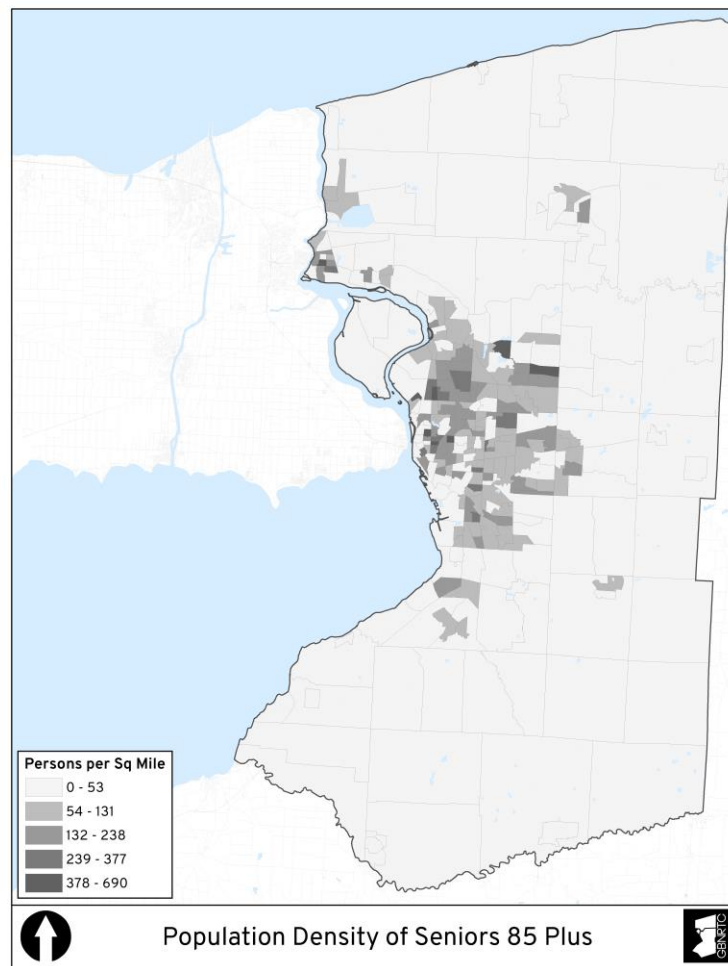 Persons per Sq Mile
0 - 53
54 - 131
132 - 238
239 - 377
378 - 690
Population Density of Seniors 85 Plus
GBNRTC